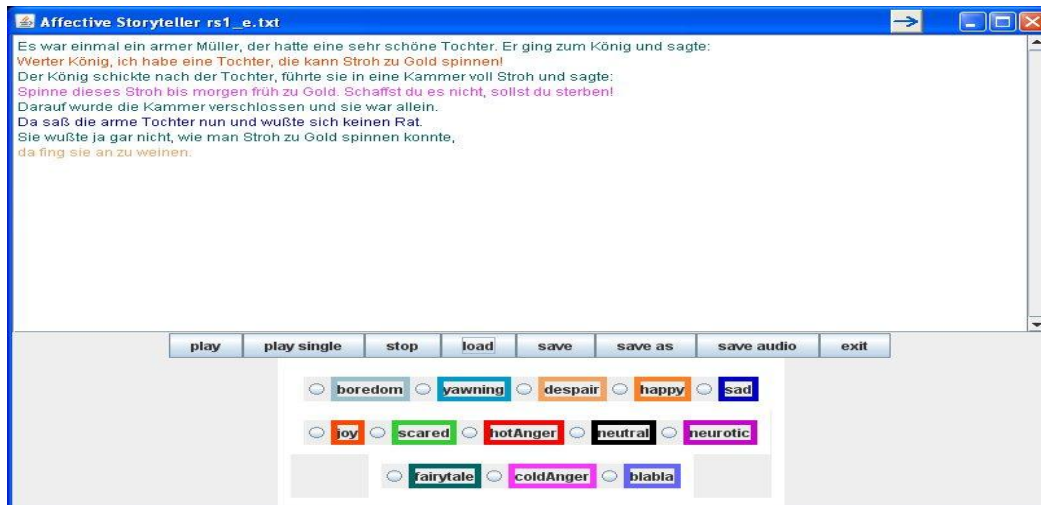 Affective Storyteller rs1_e.txt
Es war einmal ein armer Müller, der hatte eine sehr schöne Tochter. Er ging zum König und sagte:
Werter König, ich habe eine Tochter, die kann Stroh zu Gold spinnen!
Der König schickte nach der Tochter, führte sie in eine Kammer voll Stroh und sagte:
Spinne dieses Stroh bis morgen früh zu Gold. Schaffst du es nicht, sollst du sterben!
Darauf wurde die Kammer verschlossen und sie war allein.
Da saß die arme Tochter nun und wußte sich keinen Rat.
Sie wußte ja gar nicht, wie man Stroh zu Gold spinnen konnte,
da fing sie an zu weinen.
play play single stop load save save as save audio exit
boredom yawning despair happy sad
joy scared hotAnger neutral neurotic
fairytale coldAnger blabla